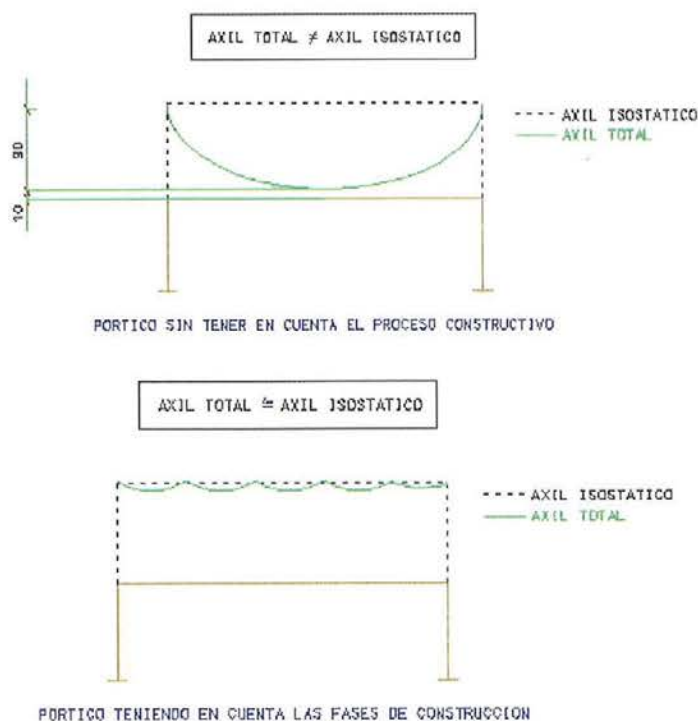 AXIL TOTAL ≠ AXIL ISOSTATICO
AXIL ISOSTATICO
AXIL TOTAL
90
10
PORTICO SIN TENER EN CUENTA EL PROCESO CONSTRUCTIVO
AXIL TOTAL ≅ AXIL ISOSTATICO
AXIL ISOSTATICO
AXIL TOTAL
PORTICO TENIENDO EN CUENTA LAS FASES DE CONSTRUCCION